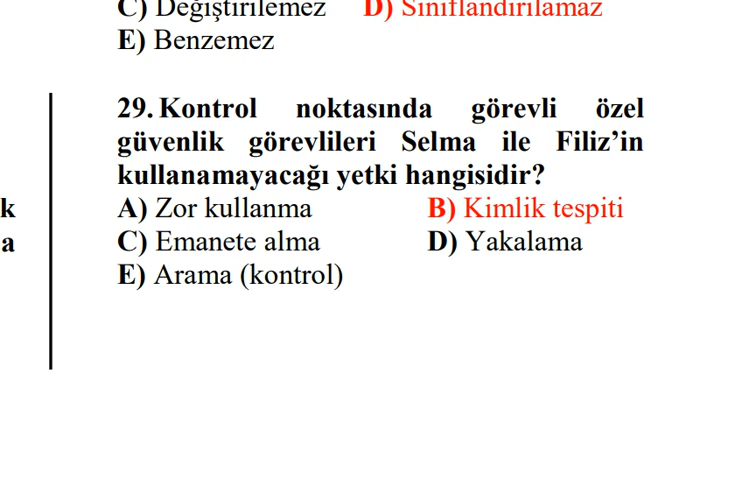 C) Değiştirilemez D) Sınıflandırılamaz
E) Benzemez
29. Kontrol noktasında görevli özel
güvenlik görevlileri Selma ile Filiz’in
kullanamayacağı yetki hangisidir?
k
A) Zor kullanma B) Kimlik tespiti
a
C) Emanete alma D) Yakalama
E) Arama (kontrol)